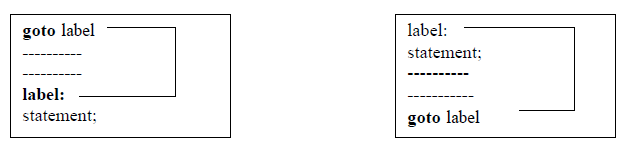 goto label
----------
----------
label:
statement;
label:
statement;
----------
-----------
goto label